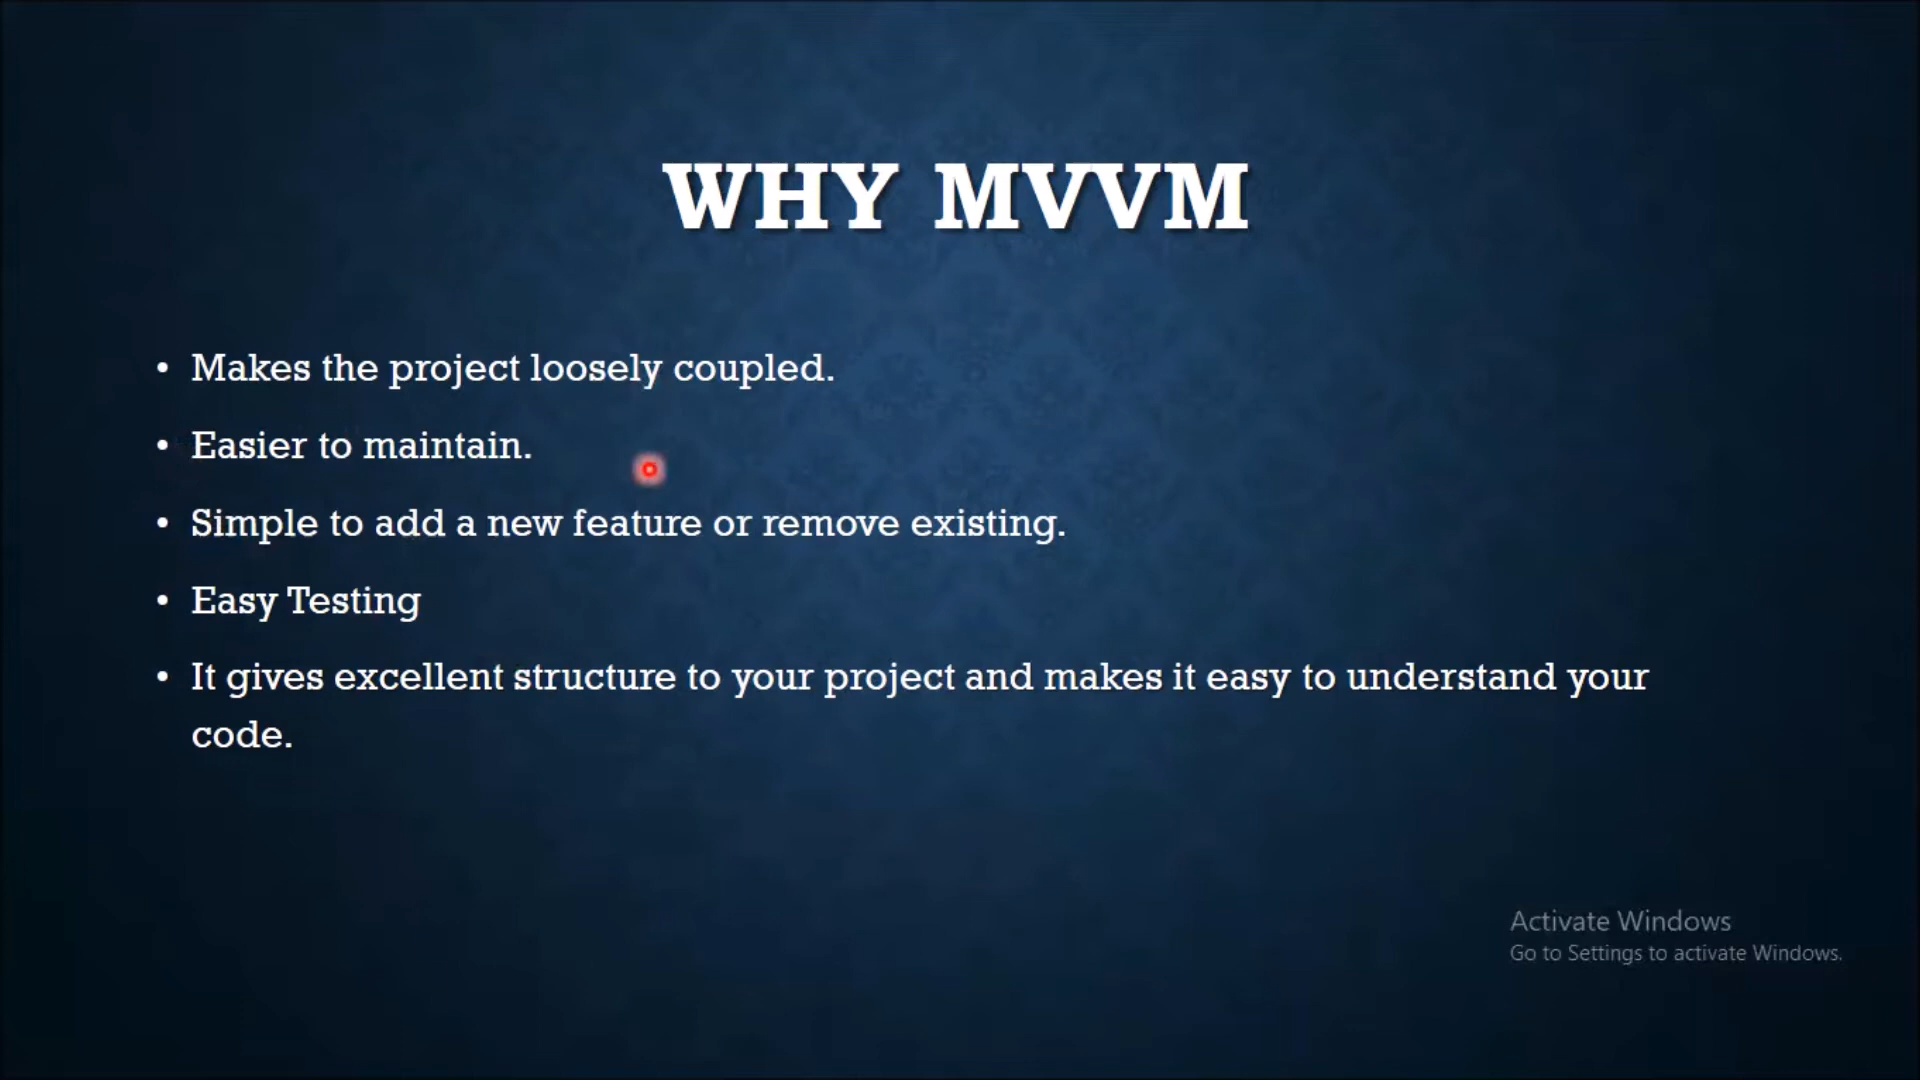 WHY MVVM
• Makes the project loosely coupled.
• Easier to maintain.
• Simple to add a new feature or remove existing.
• Easy Testing
• It gives excellent structure to your project and makes it easy to understand your
code.
Activate Windows
Go to Settings to activate Windows.